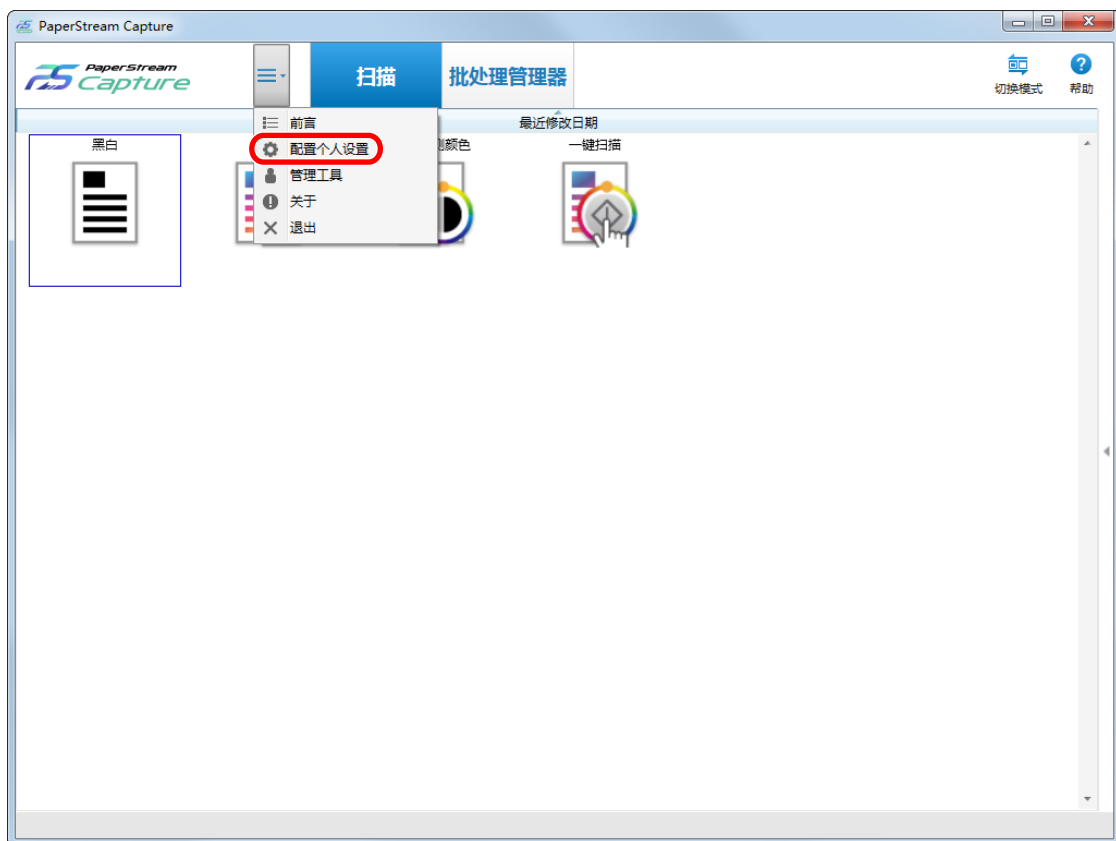 PaperStream Capture
PaperStream
Capture
扫描
批处理管理器
切换模式
帮助
最近修改日期
前言
配置个人设置
管理工具
关于
退出
黑白
颜色
一键扫描